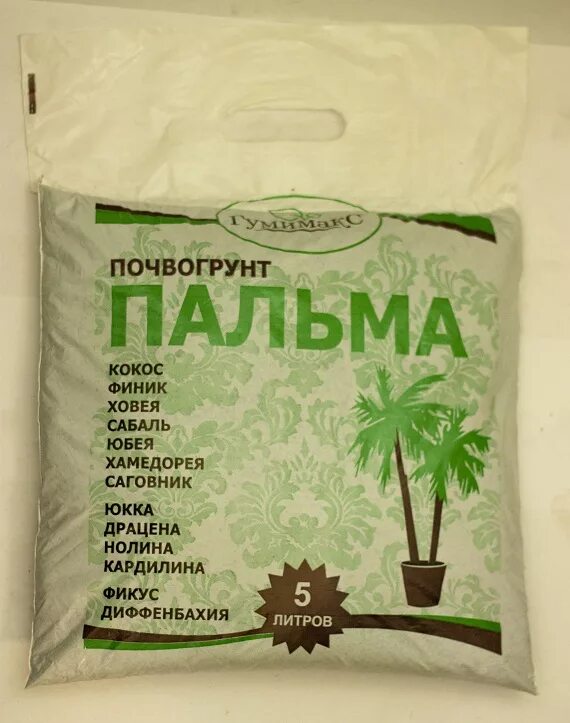 ГумимакС
ПОЧВОГРУНТ
ПАЛЬМА
КОКОС
ФИНИК
ХОВЕЯ
САБАЛЬ
ЮБЕЯ
ХАМЕДОРЕЯ
САГОВНИК
ЮККА
ДРАЦЕНА
НОЛИНА
КАРДИЛИНА
ФИКУС
ДИФФЕНБАХИЯ
5
ЛИТРОВ